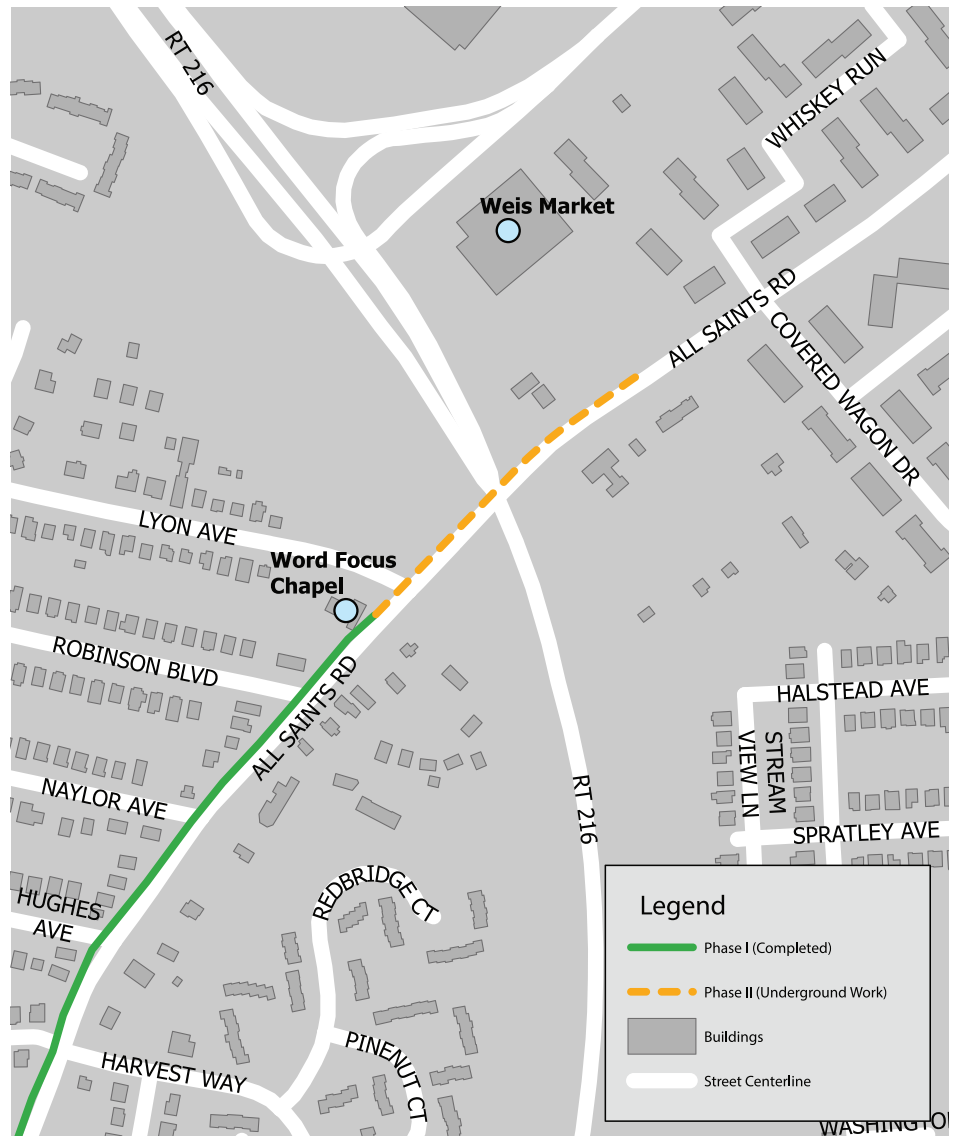 RT 216
WHISKEY RUN
Weis Market
ALL SAINTS RD
COVERED WAGON DR
LYON AVE
Word Focus
Chapel
ROBINSON BLVD
ALL SAINTS RD
HALSTEAD AVE
STREAM
VIEW LN
NAYLOR AVE
RT 216
SPRATLEY AVE
HUGHES
AVE
REDBRIDGE CT
Legend
Phase I (Completed)
Phase II (Underground Work)
Buildings
Street Centerline
HARVEST WAY
PINENUT CT